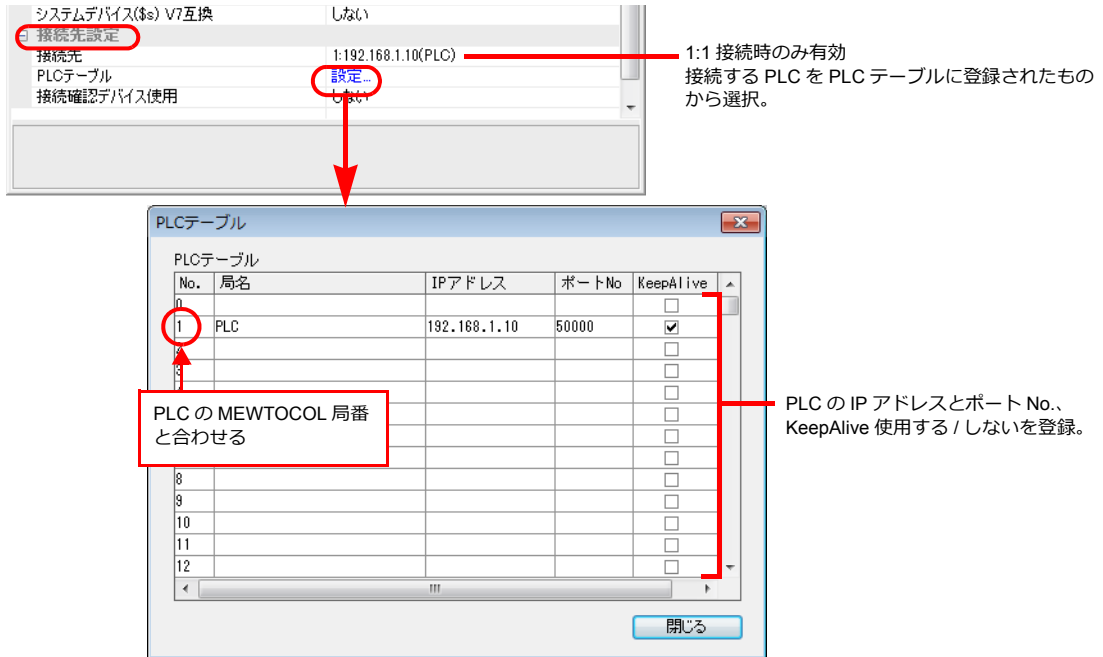 システムデバイス($s) V7互換 しない
接続先設定
接続先 1:192.168.1.10(PLC)
PLCテーブル 設定...
接続確認デバイス使用 しない
1:1 接続時のみ有効
接続する PLC を PLC テーブルに登録されたもの
から選択。
PLCテーブル
PLCテーブル
No. 局名 IPアドレス ポートNo KeepAlive
0
1 PLC 192.168.1.10 50000
2
3
PLC の MEWTOCOL 局番
と合わせる
PLC の IP アドレスとポート No.、
KeepAlive 使用する / しないを登録。
8
9
10
11
12
閉じる